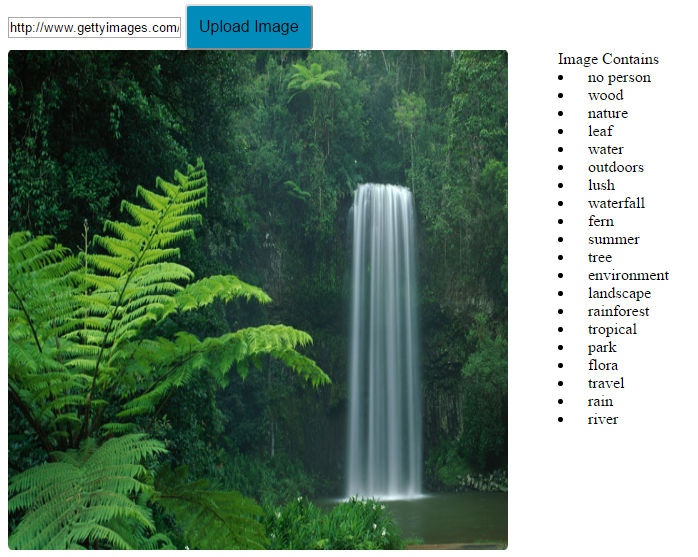 http://www.gettyimages.com/
Upload Image
Image Contains
no person
wood
nature
leaf
water
outdoors
lush
waterfall
fern
summer
tree
environment
landscape
rainforest
tropical
park
flora
travel
rain
river